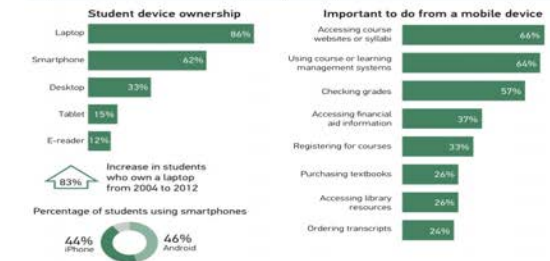 Student device ownership
Laptop 86%
Smartphone 62%
Desktop 33%
Tablet 15%
E-reader 12%
83%
Increase in students
who own a laptop
from 2004 to 2012
Percentage of students using smartphones
44%
iPhone
46%
Android
Important to do from a mobile device
Accessing course
websites or syllabi
66%
Using course or learning
management systems
64%
Checking grades 57%
Accessing financial
aid information
37%
Registering for courses 33%
Purchasing textbooks 26%
Accessing library
resources
26%
Ordering transcripts 24%